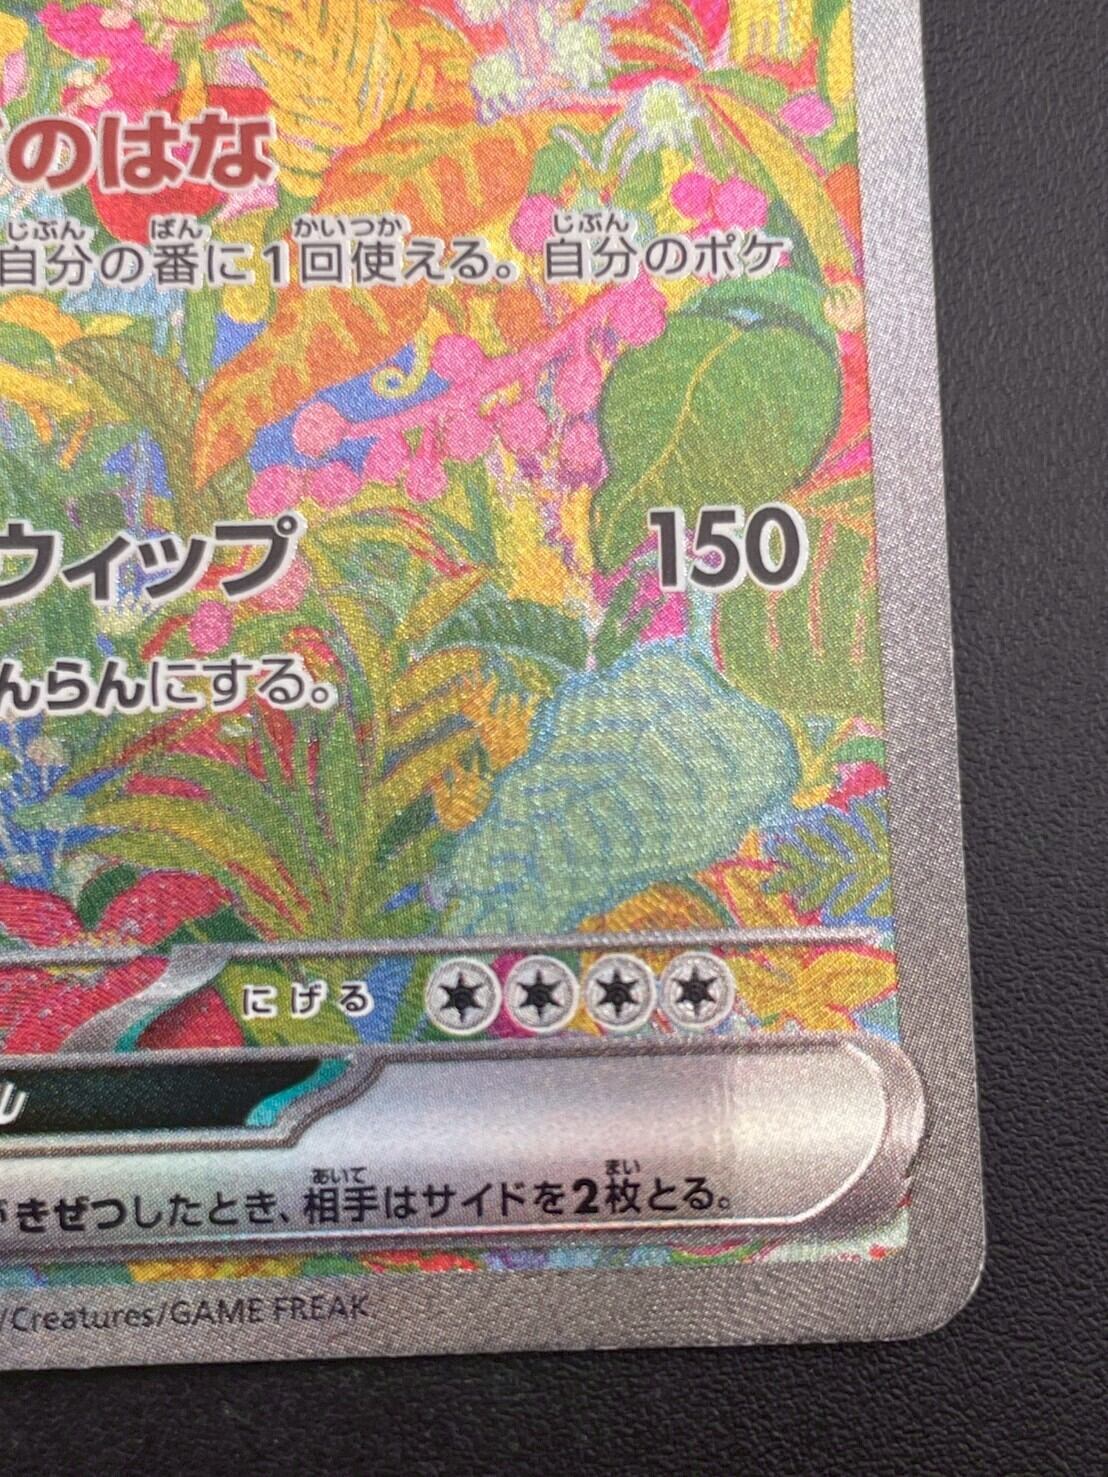 のはな
じぶん ばん かいつか じぶん
自分の番に1回使える。自分のポケ
ウィップ 150
んらんにする。
にげる
ル
あいて まい
がきぜつしたとき、相手はサイドを2枚とる。
/Creatures/GAME FREAK